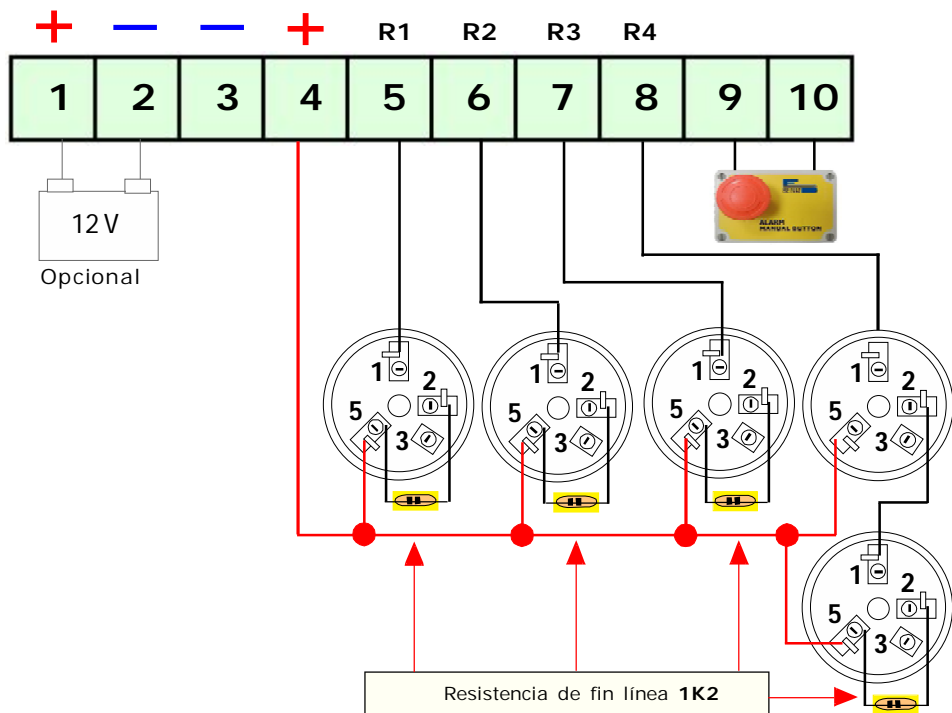 + — — + R1 R2 R3 R4
1 2 3 4 5 6 7 8 9 10
12 V
Opcional
ALARM
MANUAL BUTTON
1 2 5 3
1 2 5 3
1 2 5 3
1 2 5 3
1 2 5 3
Resistencia de fin línea 1K2